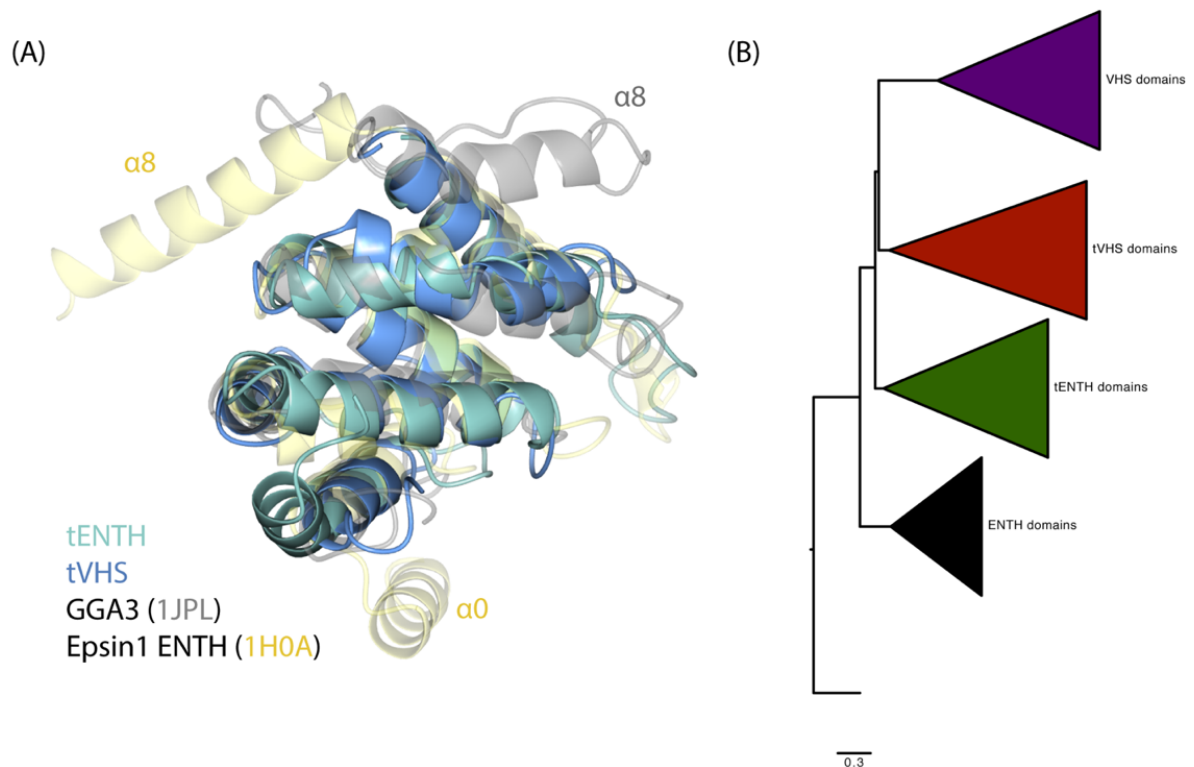 (A)
α8
α8
α0
tENTH
tVHS
GGA3 (1JPL)
Epsin1 ENTH (1H0A)
(B)
VHS domains
tVHS domains
tENTH domains
ENTH domains
0.3